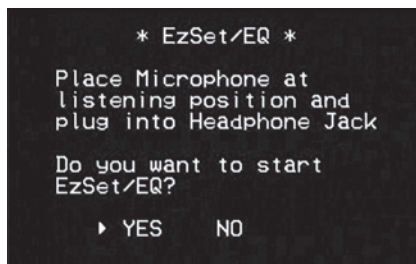 * EzSet/EQ *
Place Microphone at
listening position and
plug into Headphone Jack
Do you want to start
EzSet/EQ?
▸ YES NO